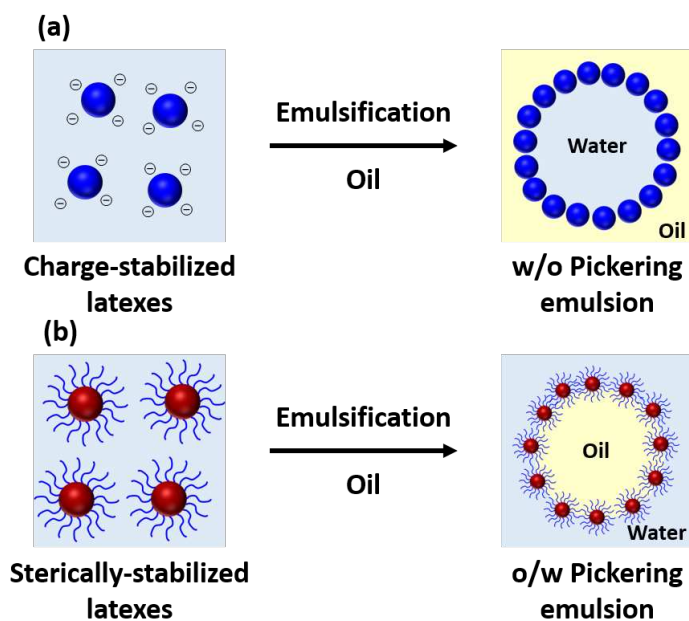 (a)
Emulsification
Oil
Water
Oil
Charge-stabilized
latexes
w/o Pickering
emulsion
(b)
Emulsification
Oil
Oil
Water
Sterically-stabilized
latexes
o/w Pickering
emulsion